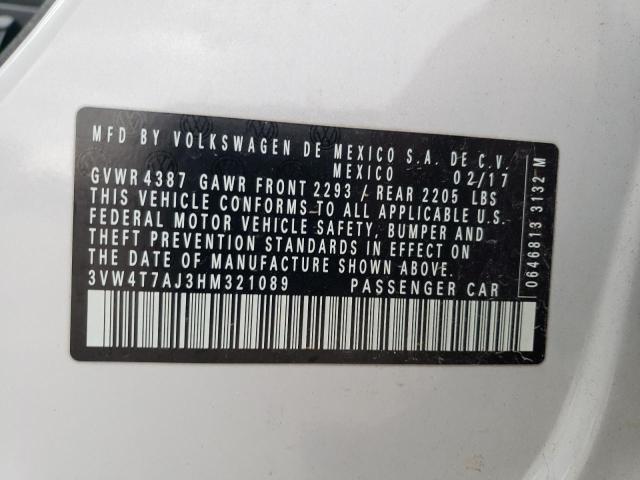 MFD BY VOLKSWAGEN DE MEXICO S.A. DE C.V.
MEXICO 02/17
GVWR 4387 GAWR FRONT 2293 / REAR 2205 LBS
THIS VEHICLE CONFORMS TO ALL APPLICABLE U.S.
FEDERAL MOTOR VEHICLE SAFETY, BUMPER AND
THEFT PREVENTION STANDARDS IN EFFECT ON
THE DATE OF MANUFACTURE SHOWN ABOVE.
3VW4T7AJ3HM321089 PASSENGER CAR
0646813 3132 M